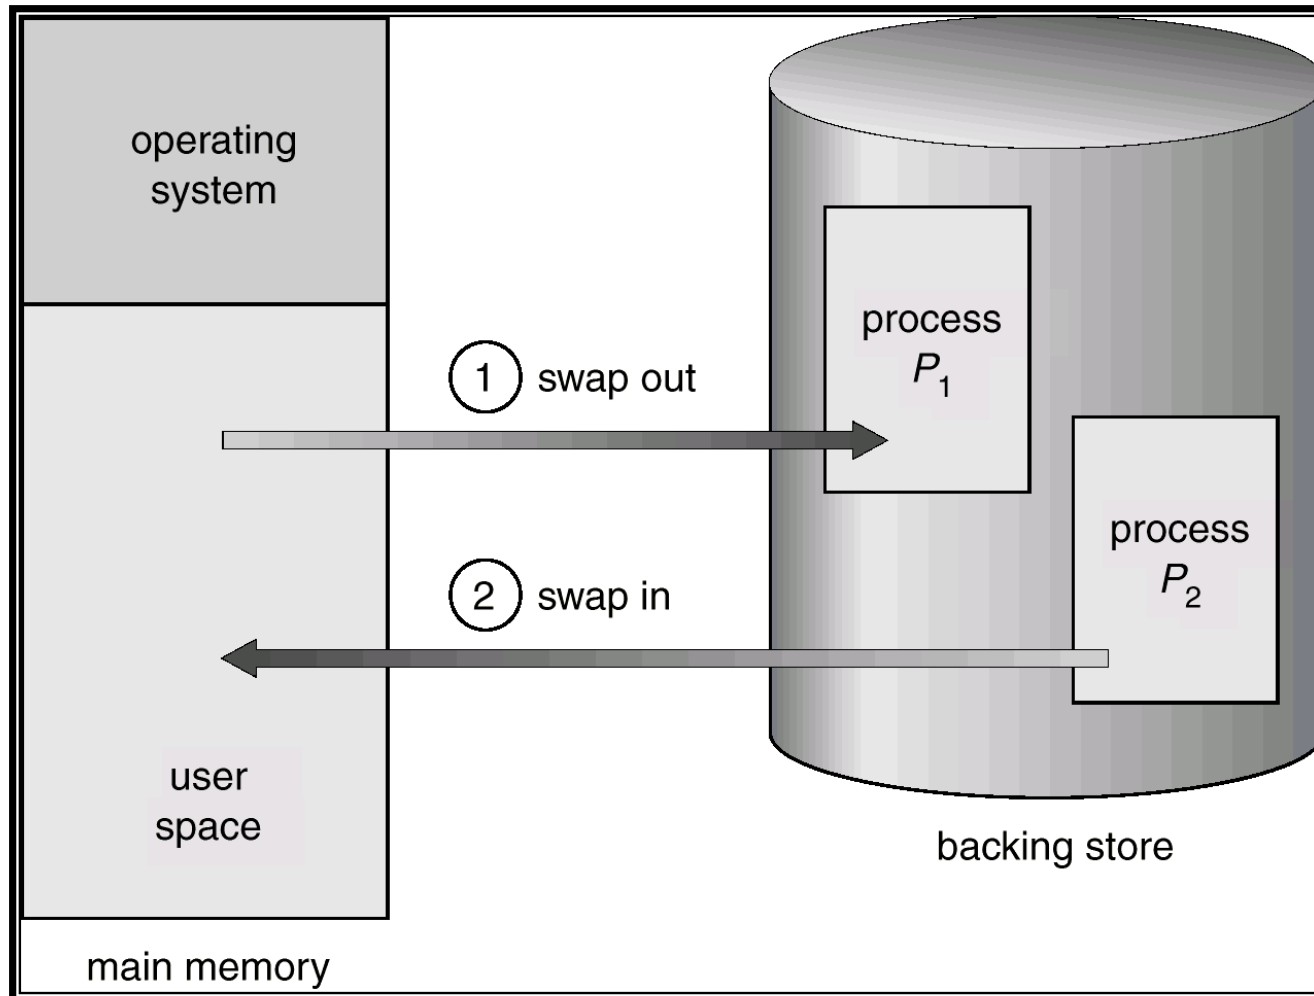 operating
system
process
P1
1 swap out
process
P2
2 swap in
user
space
backing store
main memory